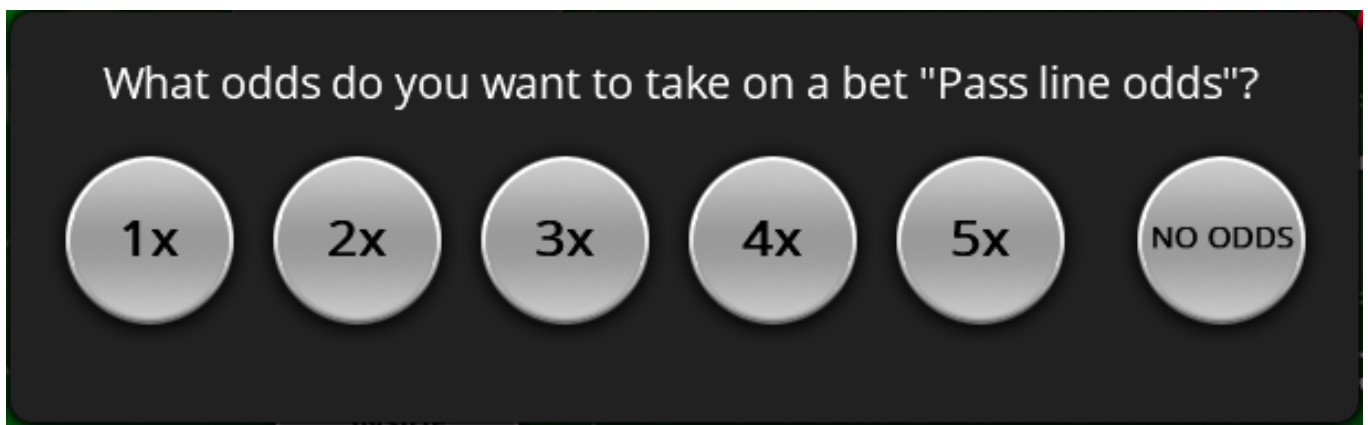 What odds do you want to take on a bet "Pass line odds"?
1x 2x 3x 4x 5x NO ODDS